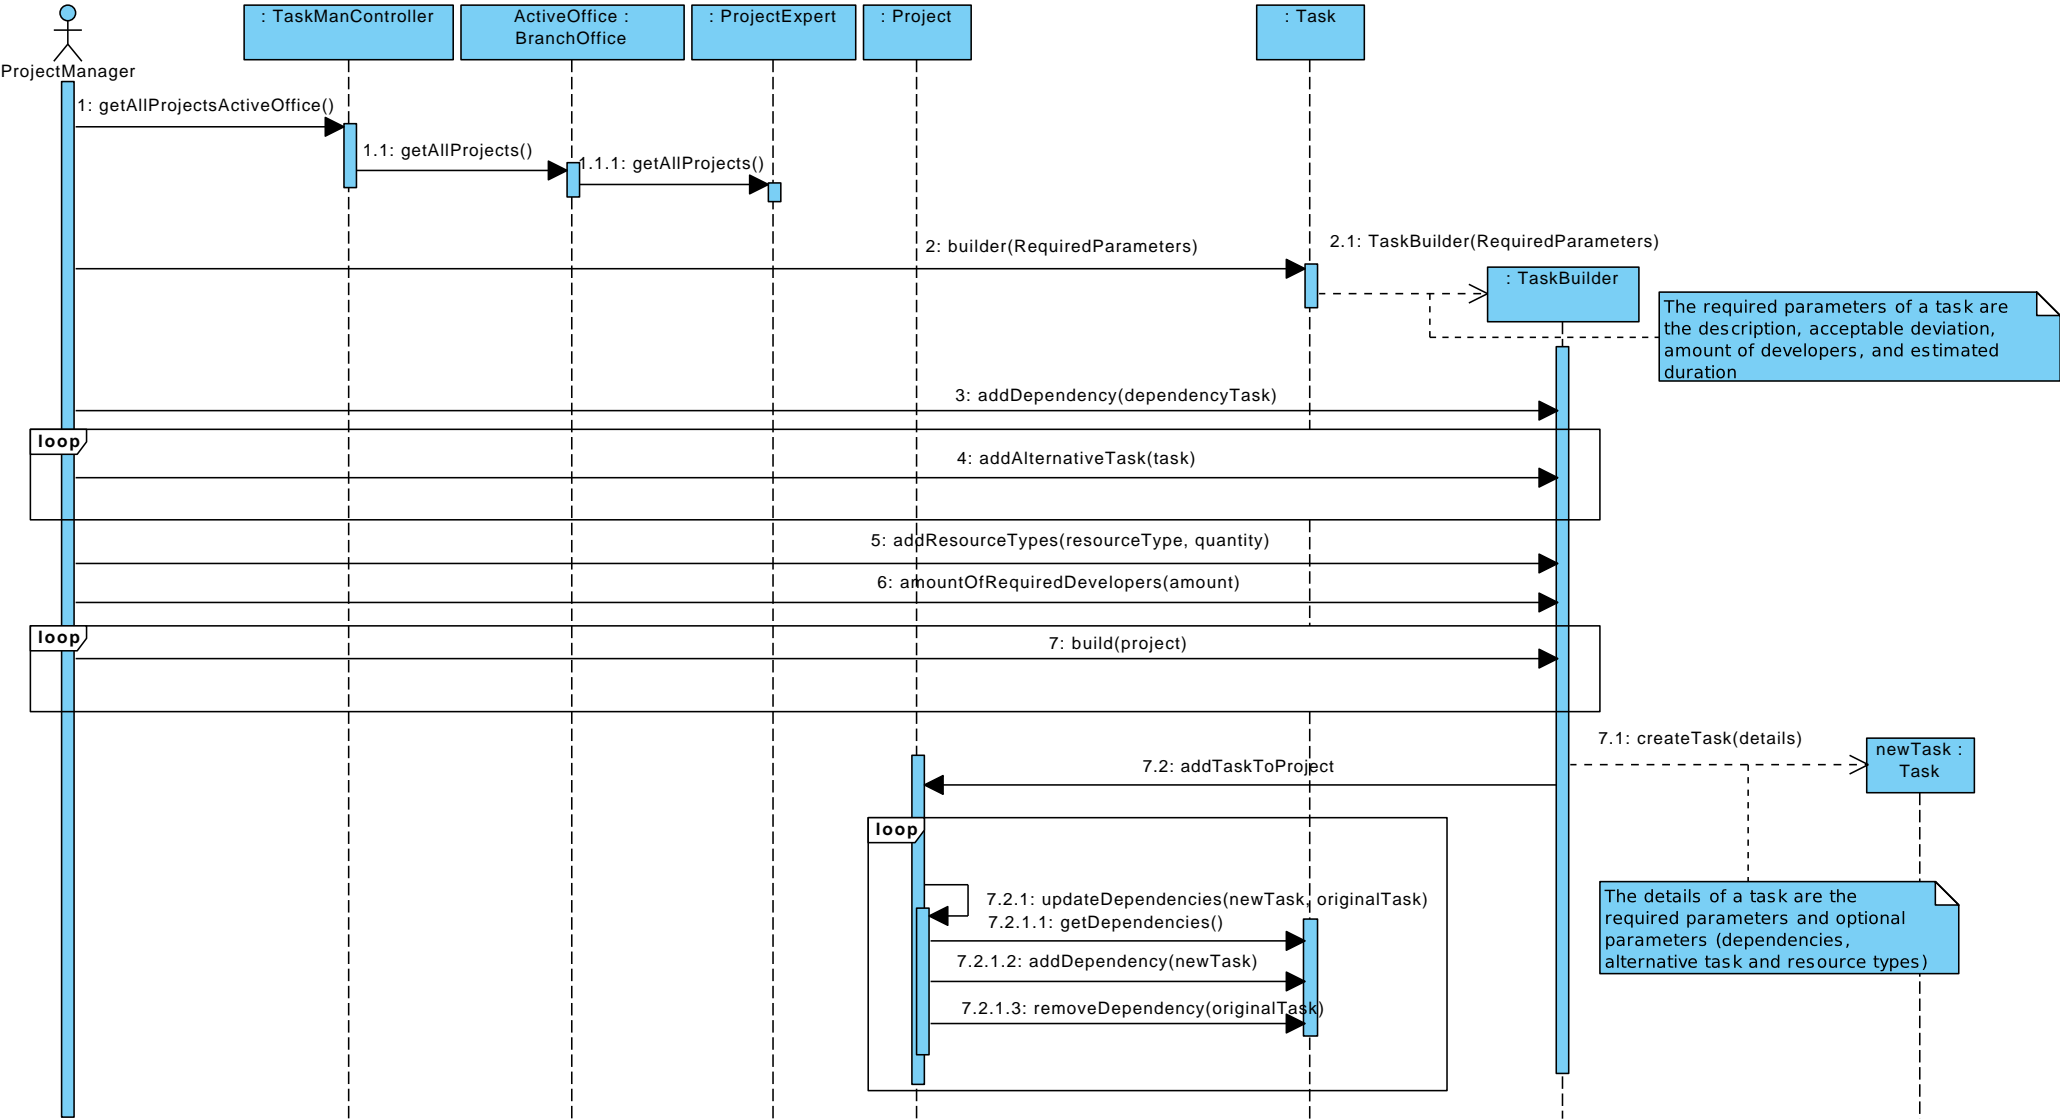 : TaskManController
ActiveOffice :
BranchOffice
: ProjectExpert
: Project
: Task
ProjectManager
1: getAllProjectsActiveOffice()
1.1: getAllProjects()
1.1.1: getAllProjects()
2: builder(RequiredParameters)
2.1: TaskBuilder(RequiredParameters)
: TaskBuilder
The required parameters of a task are
the description, acceptable deviation,
amount of developers, and estimated
duration
3: addDependency(dependencyTask)
loop
4: addAlternativeTask(task)
5: addResourceTypes(resourceType, quantity)
6: amountOfRequiredDevelopers(amount)
loop
7: build(project)
7.1: createTask(details)
newTask :
Task
7.2: addTaskToProject
loop
7.2.1: updateDependencies(newTask, originalTask)
7.2.1.1: getDependencies()
The details of a task are the
required parameters and optional
parameters (dependencies,
alternative task and resource types)
7.2.1.2: addDependency(newTask)
7.2.1.3: removeDependency(originalTask)